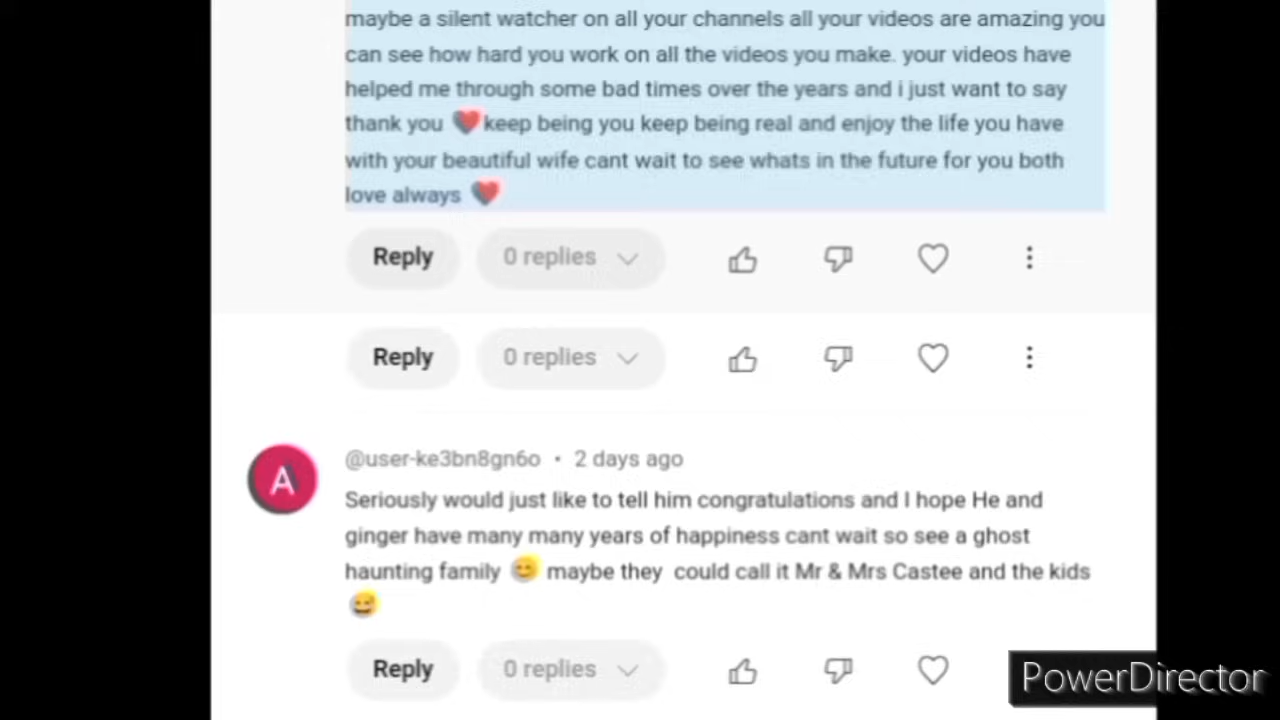 maybe a silent watcher on all your channels all your videos are amazing you
can see how hard you work on all the videos you make. your videos have
helped me through some bad times over the years and i just want to say
thank you ❤️ keep being you keep being real and enjoy the life you have
with your beautiful wife cant wait to see whats in the future for you both
love always ❤️
Reply 0 replies
Reply 0 replies
A
@user-ke3bn8gn6o • 2 days ago
Seriously would just like to tell him congratulations and I hope He and
ginger have many many years of happiness cant wait so see a ghost
haunting family 😊 maybe they could call it Mr & Mrs Castee and the kids
😅
Reply 0 replies
PowerDirector